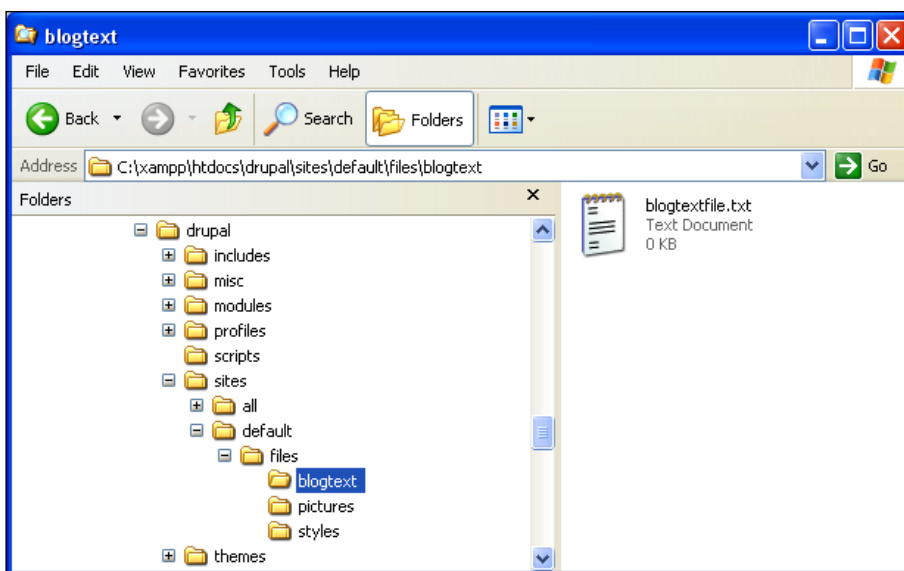 blogtext
File Edit View Favorites Tools Help
Back Search Folders
Address C:\xampp\htdocs\drupal\sites\default\files\blogtext Go
Folders
drupal
includes
misc
modules
profiles
scripts
sites
all
default
files
blogtext
pictures
styles
themes
blogtextfile.txt
Text Document
0 KB